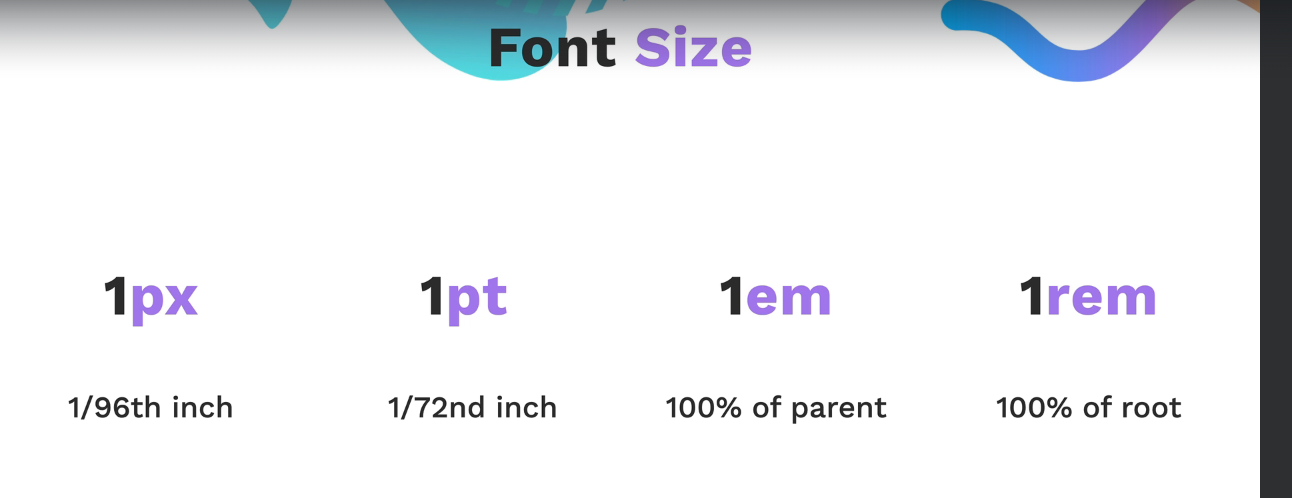 Font Size
1px 1pt 1em 1rem
1/96th inch 1/72nd inch 100% of parent 100% of root